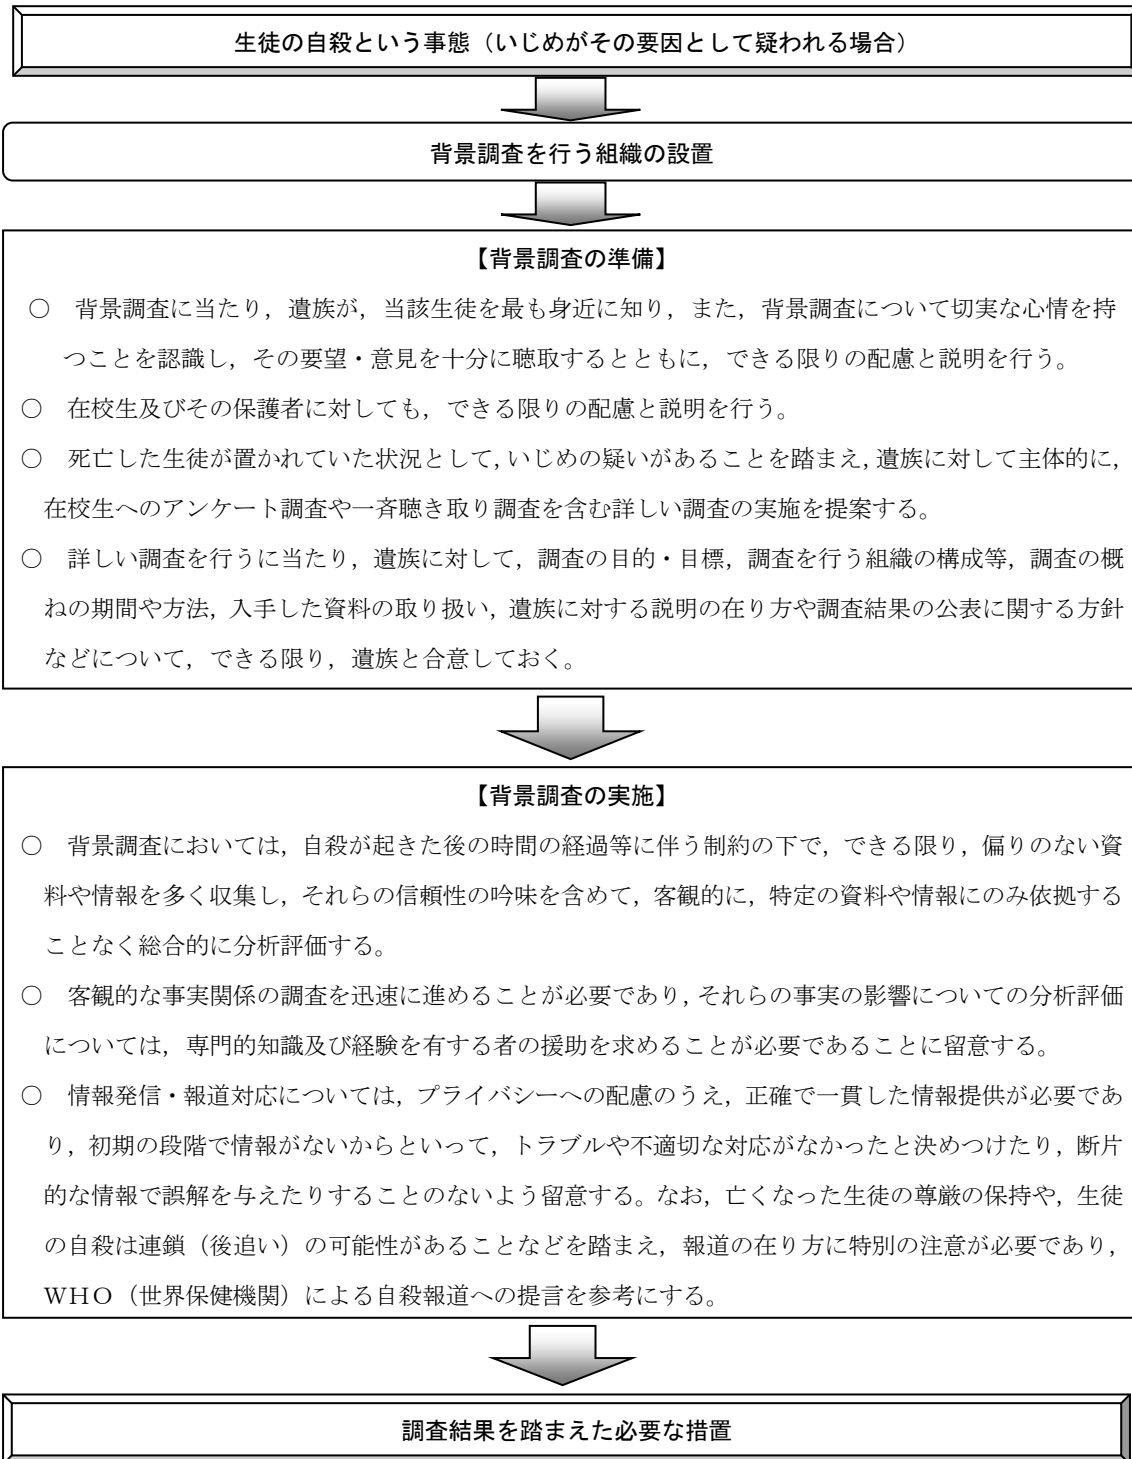 生徒の自殺という事態（いじめがその要因として疑われる場合）
背景調査を行う組織の設置
【背景調査の準備】
○　背景調査に当たり，遺族が，当該生徒を最も身近に知り，また，背景調査について切実な心情を持
つことを認識し，その要望・意見を十分に聴取するとともに，できる限りの配慮と説明を行う。
○　在校生及びその保護者に対しても，できる限りの配慮と説明を行う。
○　死亡した生徒が置かれていた状況として，いじめの疑いがあることを踏まえ，遺族に対して主体的に，
在校生へのアンケート調査や一斉聴き取り調査を含む詳しい調査の実施を提案する。
○　詳しい調査を行うに当たり，遺族に対して，調査の目的・目標，調査を行う組織の構成等，調査の概
ねの期間や方法，入手した資料の取り扱い，遺族に対する説明の在り方や調査結果の公表に関する方針
などについて，できる限り，遺族と合意しておく。
【背景調査の実施】
○　背景調査においては，自殺が起きた後の時間の経過等に伴う制約の下で，できる限り，偏りのない資
料や情報を多く収集し，それらの信頼性の吟味を含めて，客観的に，特定の資料や情報にのみ依拠する
ことなく総合的に分析評価する。
○　客観的な事実関係の調査を迅速に進めることが必要であり，それらの事実の影響についての分析評価
については，専門的知識及び経験を有する者の援助を求めることが必要であることに留意する。
○　情報発信・報道対応については，プライバシーへの配慮のうえ，正確で一貫した情報提供が必要であ
り，初期の段階で情報がないからといって，トラブルや不適切な対応がなかったと決めつけたり，断片
的な情報で誤解を与えたりすることのないよう留意する。なお，亡くなった生徒の尊厳の保持や，生徒
の自殺は連鎖（後追い）の可能性があることなどを踏まえ，報道の在り方に特別の注意が必要であり，
ＷＨＯ（世界保健機関）による自殺報道への提言を参考にする。
調査結果を踏まえた必要な措置